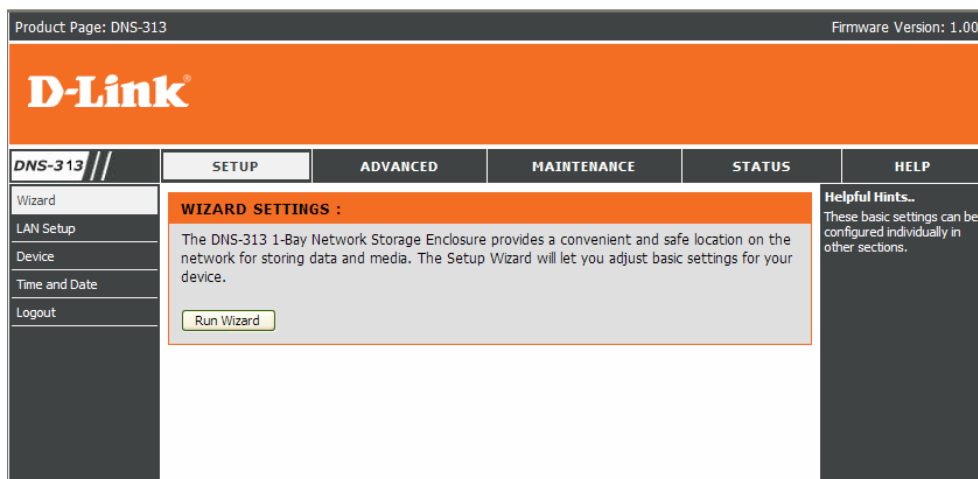 Product Page: DNS-313 Firmware Version: 1.00
D-Link®
DNS-313 SETUP ADVANCED MAINTENANCE STATUS HELP
Wizard
LAN Setup
Device
Time and Date
Logout
WIZARD SETTINGS :
The DNS-313 1-Bay Network Storage Enclosure provides a convenient and safe location on the
network for storing data and media. The Setup Wizard will let you adjust basic settings for your
device.
Run Wizard
Helpful Hints..
These basic settings can be
configured individually in
other sections.